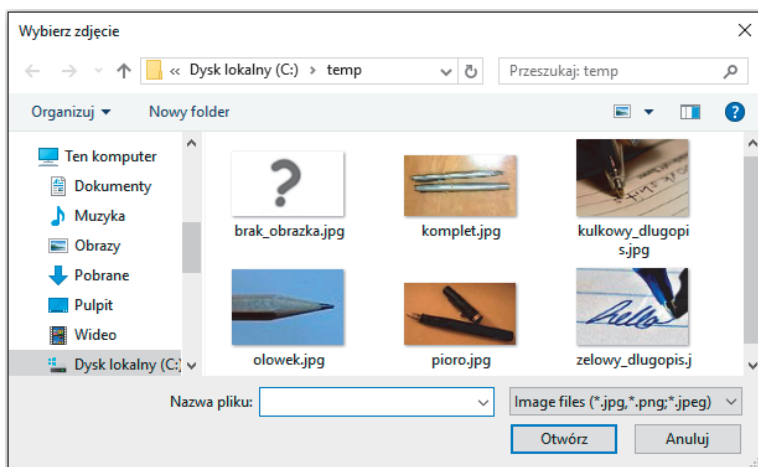 Wybierz zdjęcie
« Dysk lokalny (C:) › temp
Przeszukaj: temp
Organizuj
Nowy folder
Ten komputer
Dokumenty
Muzyka
Obrazy
Pobrane
Pulpit
Wideo
Dysk lokalny (C:)
?
brak_obrazka.jpg
komplet.jpg
kulkowy_dlugopi
s.jpg
olowek.jpg
pioro.jpg
hello
zelowy_dlugopis.j
Nazwa pliku:
Image files (*.jpg,*.png;*.jpeg)
Otwórz
Anuluj